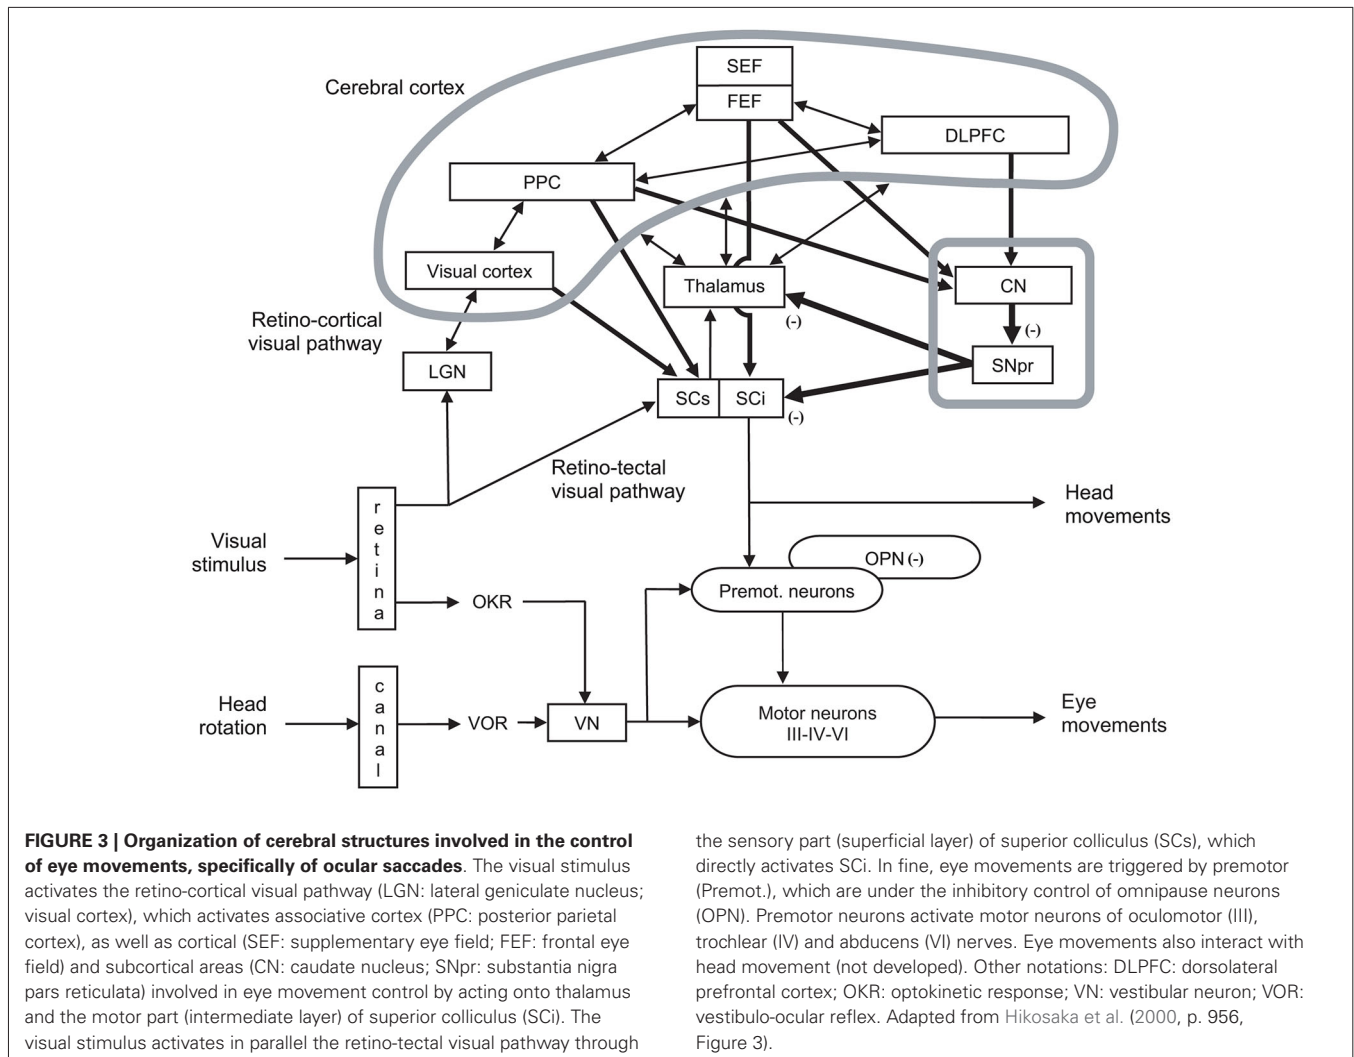 SEF
Cerebral cortex
FEF
DLPFC
PPC
Visual cortex
Thalamus
CN
Retino-cortical
visual pathway
(-)
(-)
LGN
SNpr
SCs
SCi
(-)
Retino-tectal
visual pathway
Head
movements
retina
Visual
stimulus
OPN (-)
Premot. neurons
OKR
canal
Head
rotation
VOR
VN
Motor neurons
III-IV-VI
Eye
movements
FIGURE 3 | Organization of cerebral structures involved in the control
of eye movements, specifically of ocular saccades. The visual stimulus
activates the retino-cortical visual pathway (LGN: lateral geniculate nucleus;
visual cortex), which activates associative cortex (PPC: posterior parietal
cortex), as well as cortical (SEF: supplementary eye field; FEF: frontal eye
field) and subcortical areas (CN: caudate nucleus; SNpr: substantia nigra
pars reticulata) involved in eye movement control by acting onto thalamus
and the motor part (intermediate layer) of superior colliculus (SCi). The
visual stimulus activates in parallel the retino-tectal visual pathway through
the sensory part (superficial layer) of superior colliculus (SCs), which
directly activates SCi. In fine, eye movements are triggered by premotor
(Premot.), which are under the inhibitory control of omnipause neurons
(OPN). Premotor neurons activate motor neurons of oculomotor (III),
trochlear (IV) and abducens (VI) nerves. Eye movements also interact with
head movement (not developed). Other notations: DLPFC: dorsolateral
prefrontal cortex; OKR: optokinetic response; VN: vestibular neuron; VOR:
vestibulo-ocular reflex. Adapted from Hikosaka et al. (2000, p. 956,
Figure 3).